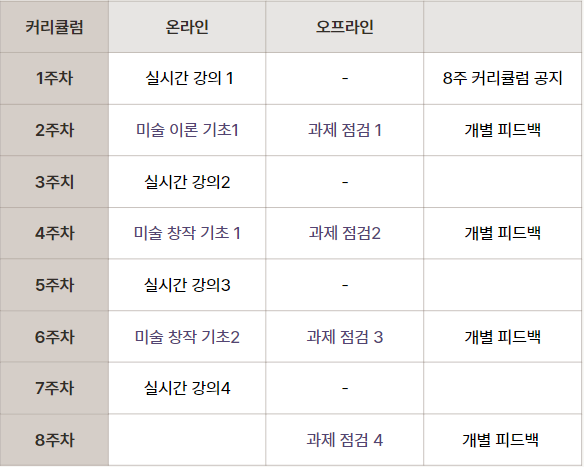 커리큘럼 온라인 오프라인
1주차 실시간 강의 1 - 8주 커리큘럼 공지
2주차 미술 이론 기초1 과제 점검 1 개별 피드백
3주치 실시간 강의2 -
4주차 미술 창작 기초 1 과제 점검2 개별 피드백
5주차 실시간 강의3 -
6주차 미술 창작 기초2 과제 점검 3 개별 피드백
7주차 실시간 강의4 -
8주차 과제 점검 4 개별 피드백